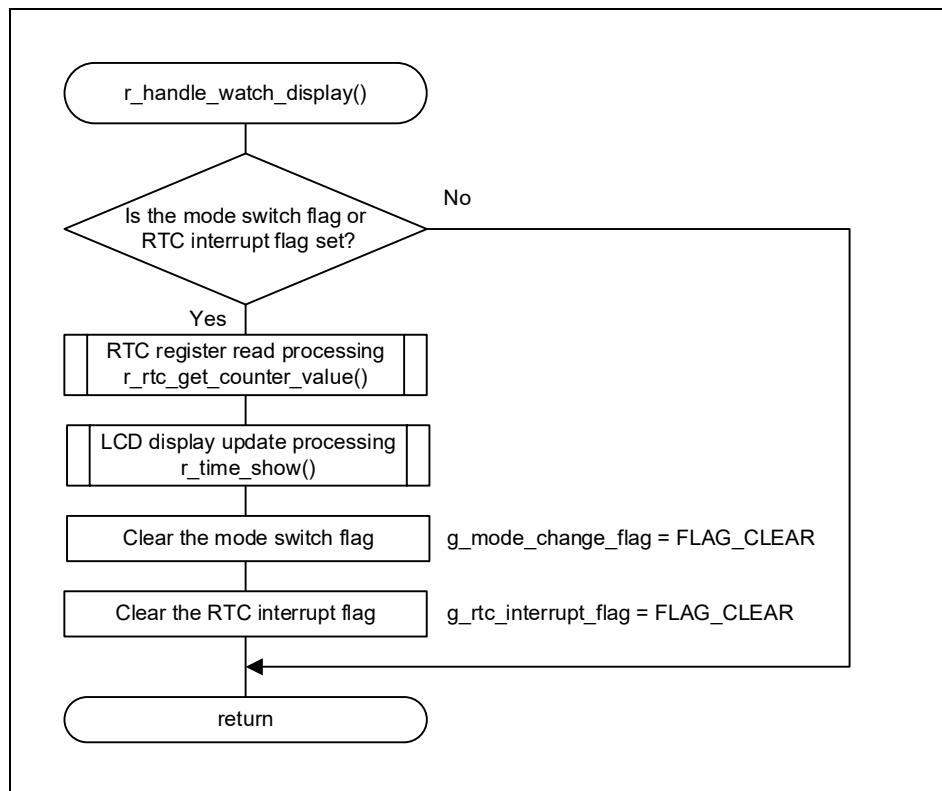 r_handle_watch_display()
No
Is the mode switch flag or
RTC interrupt flag set?
Yes
RTC register read processing
r_rtc_get_counter_value()
LCD display update processing
r_time_show()
Clear the mode switch flag
g_mode_change_flag = FLAG_CLEAR
Clear the RTC interrupt flag
g_rtc_interrupt_flag = FLAG_CLEAR
return